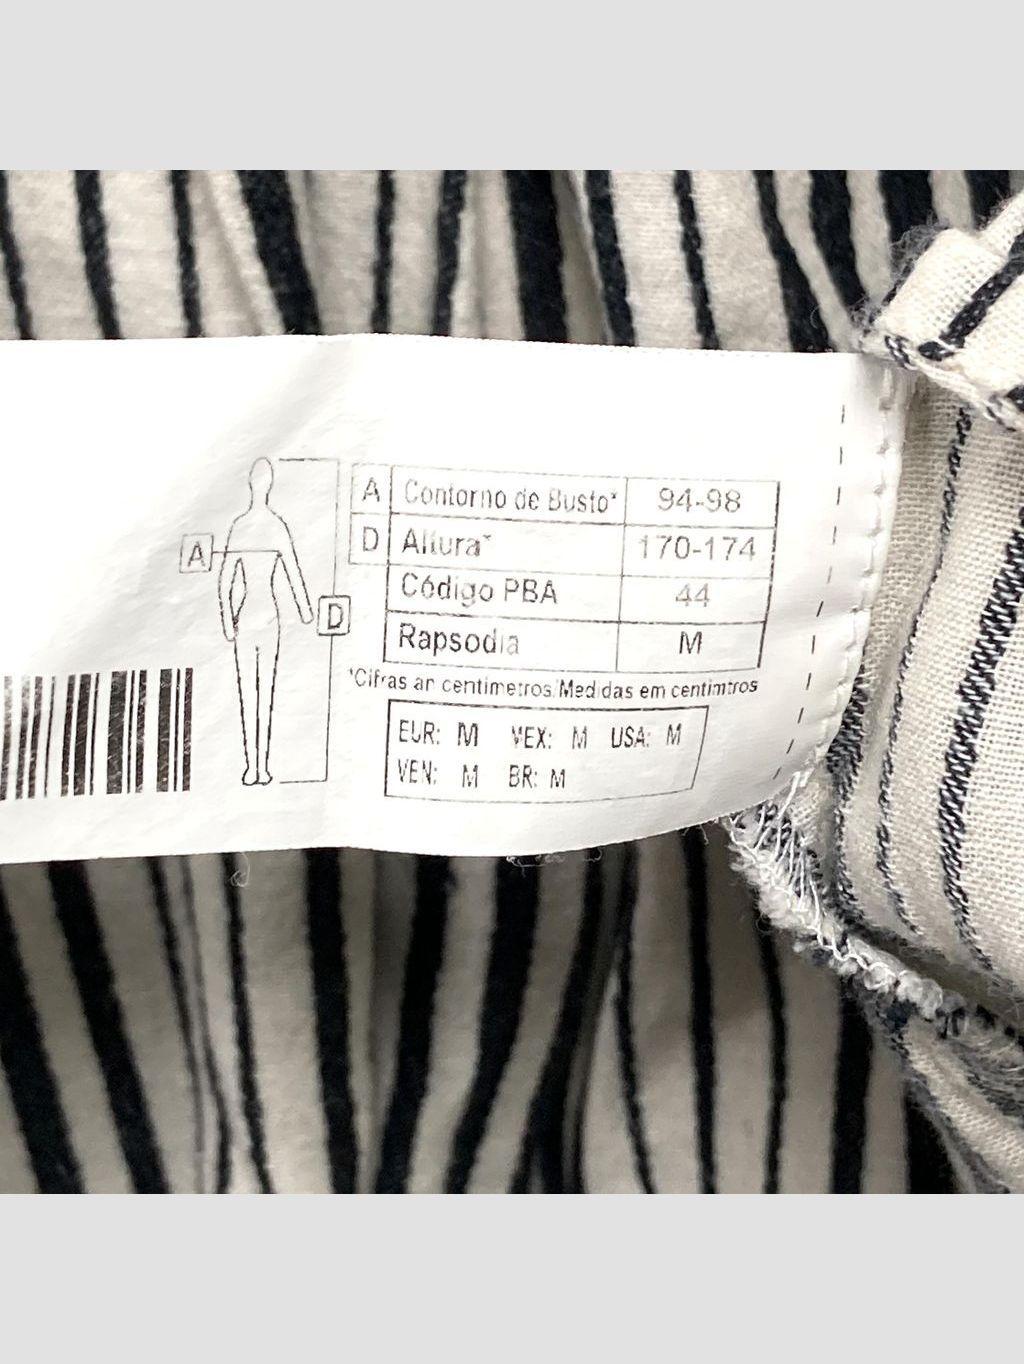 A Contorno de Busto* 94-98
D Altura* 170-174
Código PBA 44
Rapsodia M
A
D
*Cifras an centimetros/Medidas em centimtros
EUR: M MEX: M USA: M
VEN: M BR: M